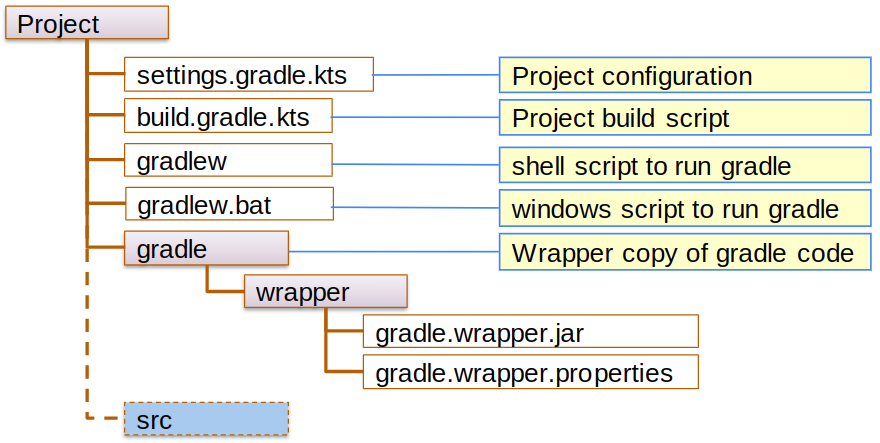 Project
settings.gradle.kts
Project configuration
build.gradle.kts
Project build script
gradlew
shell script to run gradle
gradlew.bat
windows script to run gradle
gradle
Wrapper copy of gradle code
wrapper
gradle.wrapper.jar
gradle.wrapper.properties
src